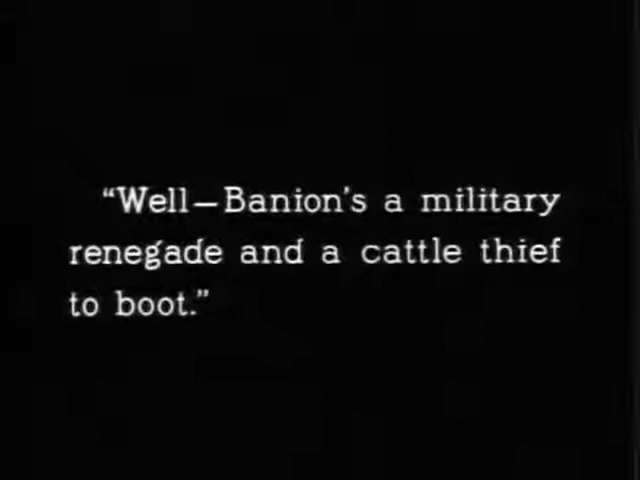 “Well—Banion's a military
renegade and a cattle thief
to boot.”